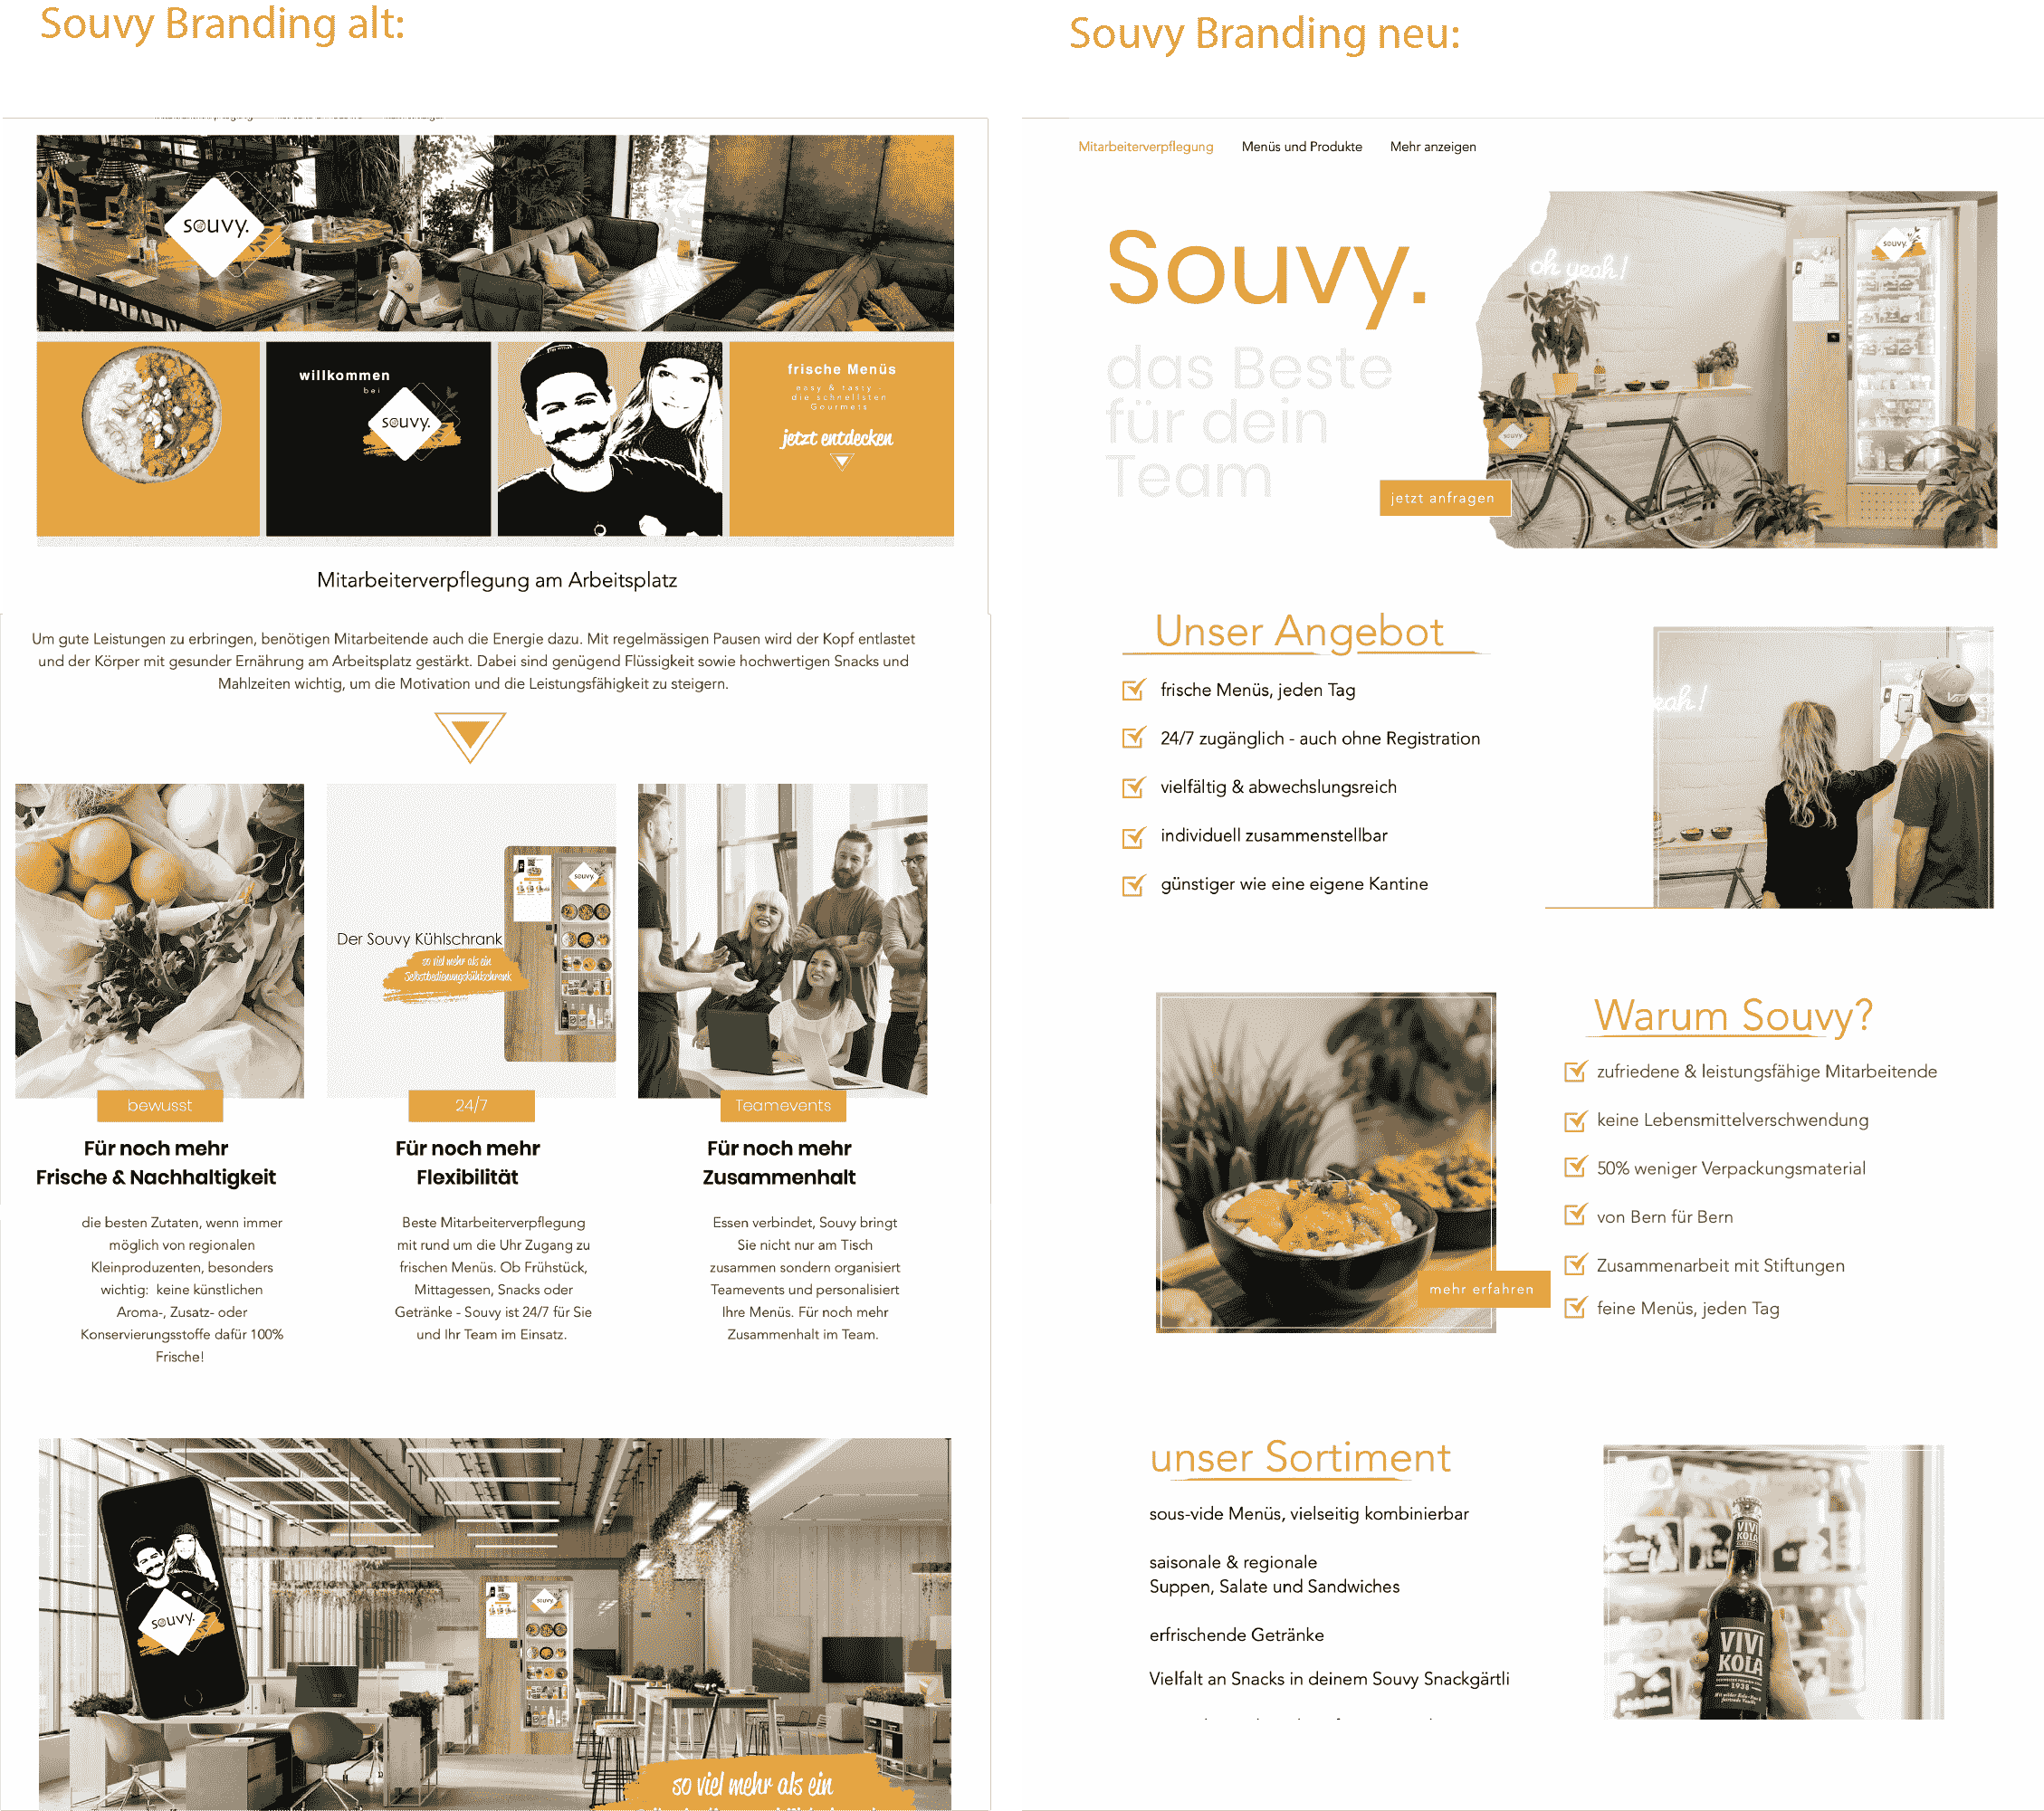 Souvy Branding alt:
souvy.
willkommen
bei
souvy.
frische Menüs
easy & tasty -
die schnellsten
Gourmets
jetzt entdecken
Mitarbeiterverpflegung am Arbeitsplatz
Um gute Leistungen zu erbringen, benötigen Mitarbeitende auch die Energie dazu. Mit regelmässigen Pausen wird der Kopf entlastet
und der Körper mit gesunder Ernährung am Arbeitsplatz gestärkt. Dabei sind genügend Flüssigkeit sowie hochwertigen Snacks und
Mahlzeiten wichtig, um die Motivation und die Leistungsfähigkeit zu steigern.
souvy.
Der Souvy Kühlschrank
so viel mehr als ein
Selbstbedienungskühlschrank
bewusst
24/7
Teamevents
Für noch mehr
Frische & Nachhaltigkeit
Für noch mehr
Flexibilität
Für noch mehr
Zusammenhalt
die besten Zutaten, wenn immer
möglich von regionalen
Kleinproduzenten, besonders
wichtig: keine künstlichen
Aroma-, Zusatz- oder
Konservierungsstoffe dafür 100%
Frische!
Beste Mitarbeiterverpflegung
mit rund um die Uhr Zugang zu
frischen Menüs. Ob Frühstück,
Mittagessen, Snacks oder
Getränke - Souvy ist 24/7 für Sie
und Ihr Team im Einsatz.
Essen verbindet, Souvy bringt
Sie nicht nur am Tisch
zusammen sondern organisiert
Teamevents und personalisiert
Ihre Menüs. Für noch mehr
Zusammenhalt im Team.
souvy.
souvy.
so viel mehr als ein
Souvy Branding neu:
Mitarbeiterverpflegung Menüs und Produkte Mehr anzeigen
Souvy.
das Beste
für dein
Team
jetzt anfragen
oh yeah!
souvy.
souvy
Unser Angebot
frische Menüs, jeden Tag
24/7 zugänglich - auch ohne Registration
vielfältig & abwechslungsreich
individuell zusammenstellbar
günstiger wie eine eigene Kantine
eah!
Warum Souvy?
zufriedene & leistungsfähige Mitarbeitende
keine Lebensmittelverschwendung
50% weniger Verpackungsmaterial
von Bern für Bern
Zusammenarbeit mit Stiftungen
feine Menüs, jeden Tag
mehr erfahren
unser Sortiment
sous-vide Menüs, vielseitig kombinierbar
saisonale & regionale
Suppen, Salate und Sandwiches
erfrischende Getränke
Vielfalt an Snacks in deinem Souvy Snackgärtli
VIVI
KOLA
VIVI
KOLA
1938